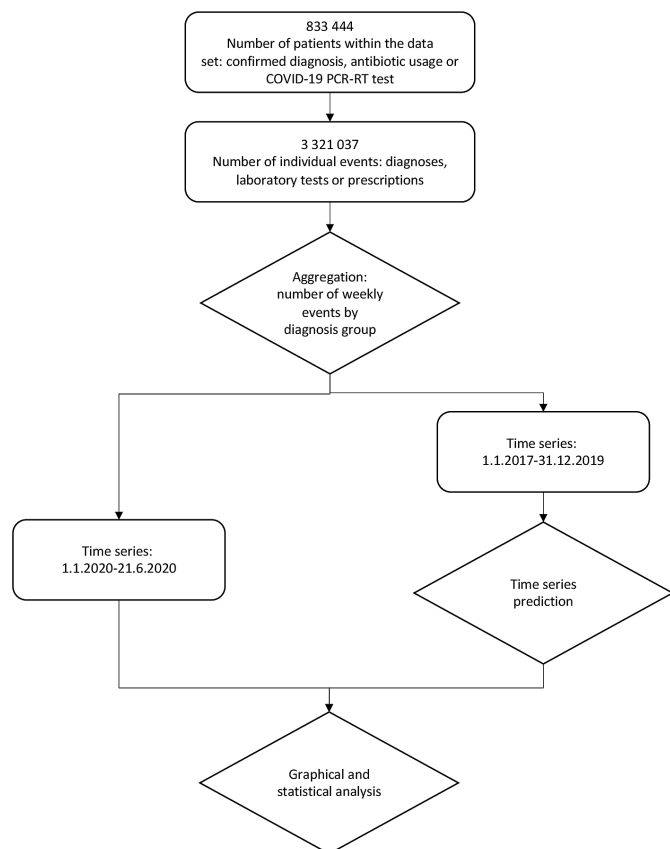 833 444
Number of patients within the data
set: confirmed diagnosis, antibiotic usage or
COVID-19 PCR-RT test
3 321 037
Number of individual events: diagnoses,
laboratory tests or prescriptions
Aggregation:
number of weekly
events by
diagnosis group
Time series:
1.1.2017-31.12.2019
Time series:
1.1.2020-21.6.2020
Time series
prediction
Graphical and
statistical analysis